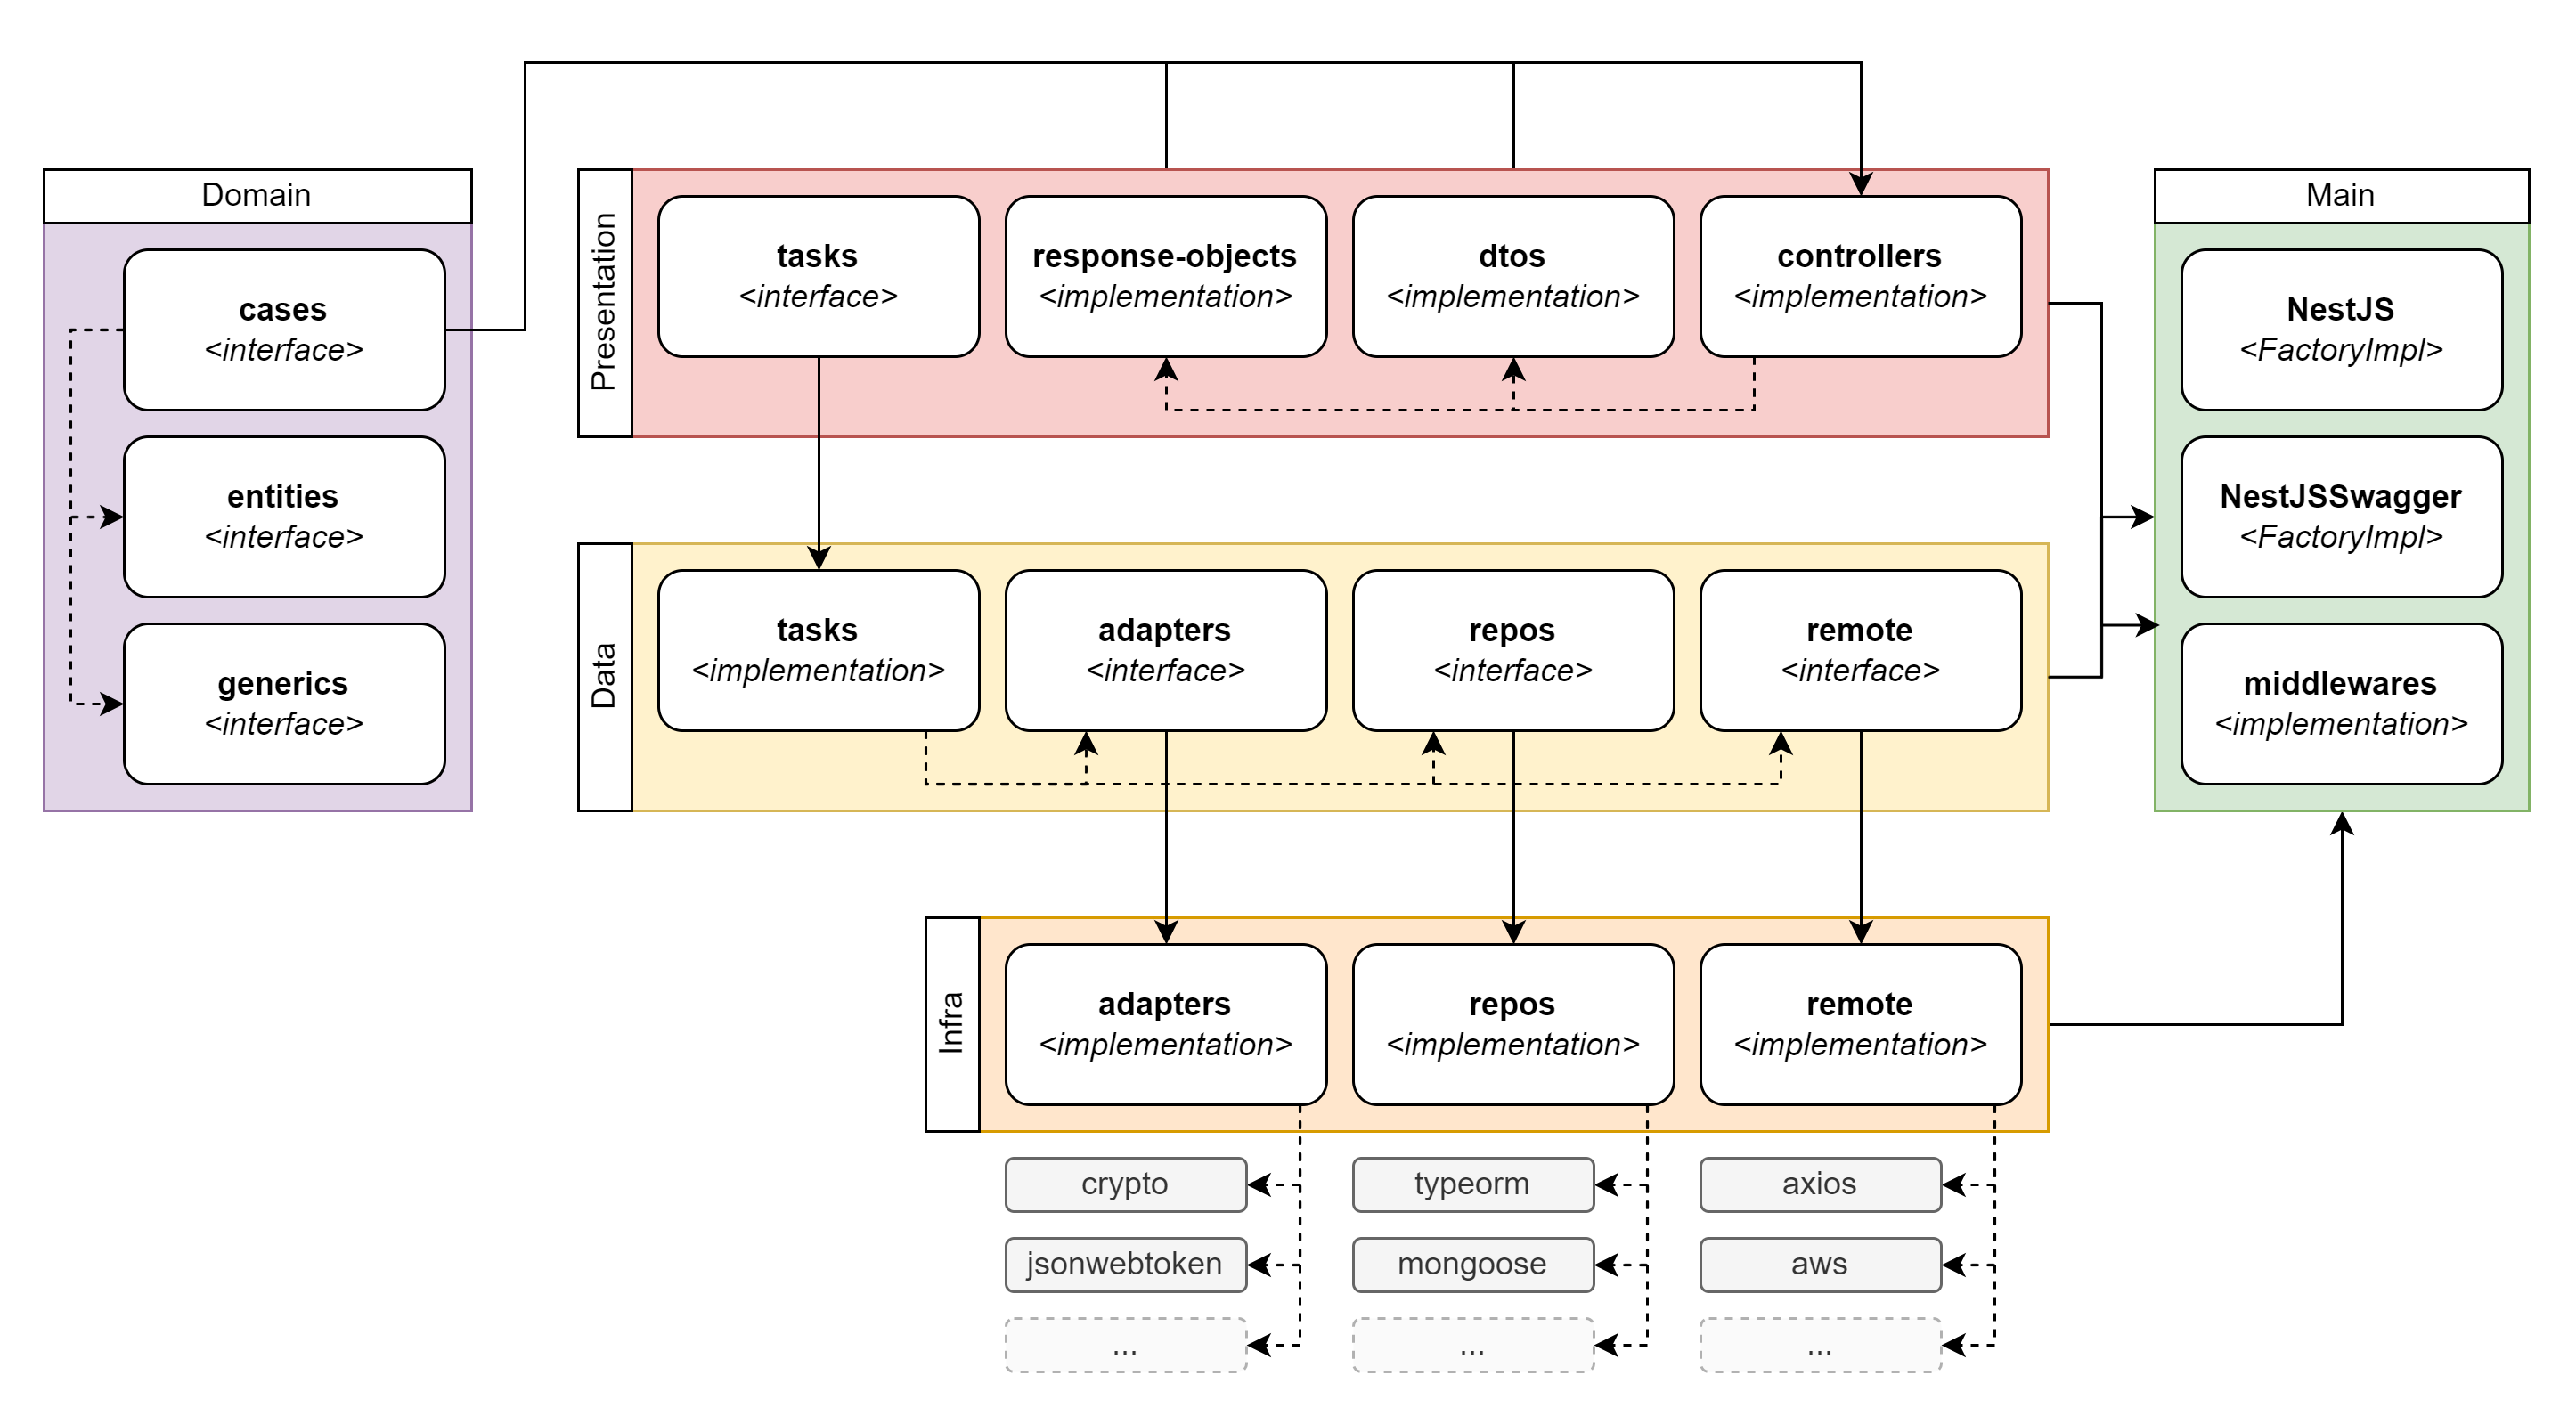 Domain
cases
<interface>
entities
<interface>
generics
<interface>
Presentation
tasks
<interface>
response-objects
<implementation>
dtos
<implementation>
controllers
<implementation>
Data
tasks
<implementation>
adapters
<interface>
repos
<interface>
remote
<interface>
Infra
adapters
<implementation>
repos
<implementation>
remote
<implementation>
crypto
jsonwebtoken
...
typeorm
mongoose
...
axios
aws
...
Main
NestJS
<FactoryImpl>
NestJSSwagger
<FactoryImpl>
middlewares
<implementation>